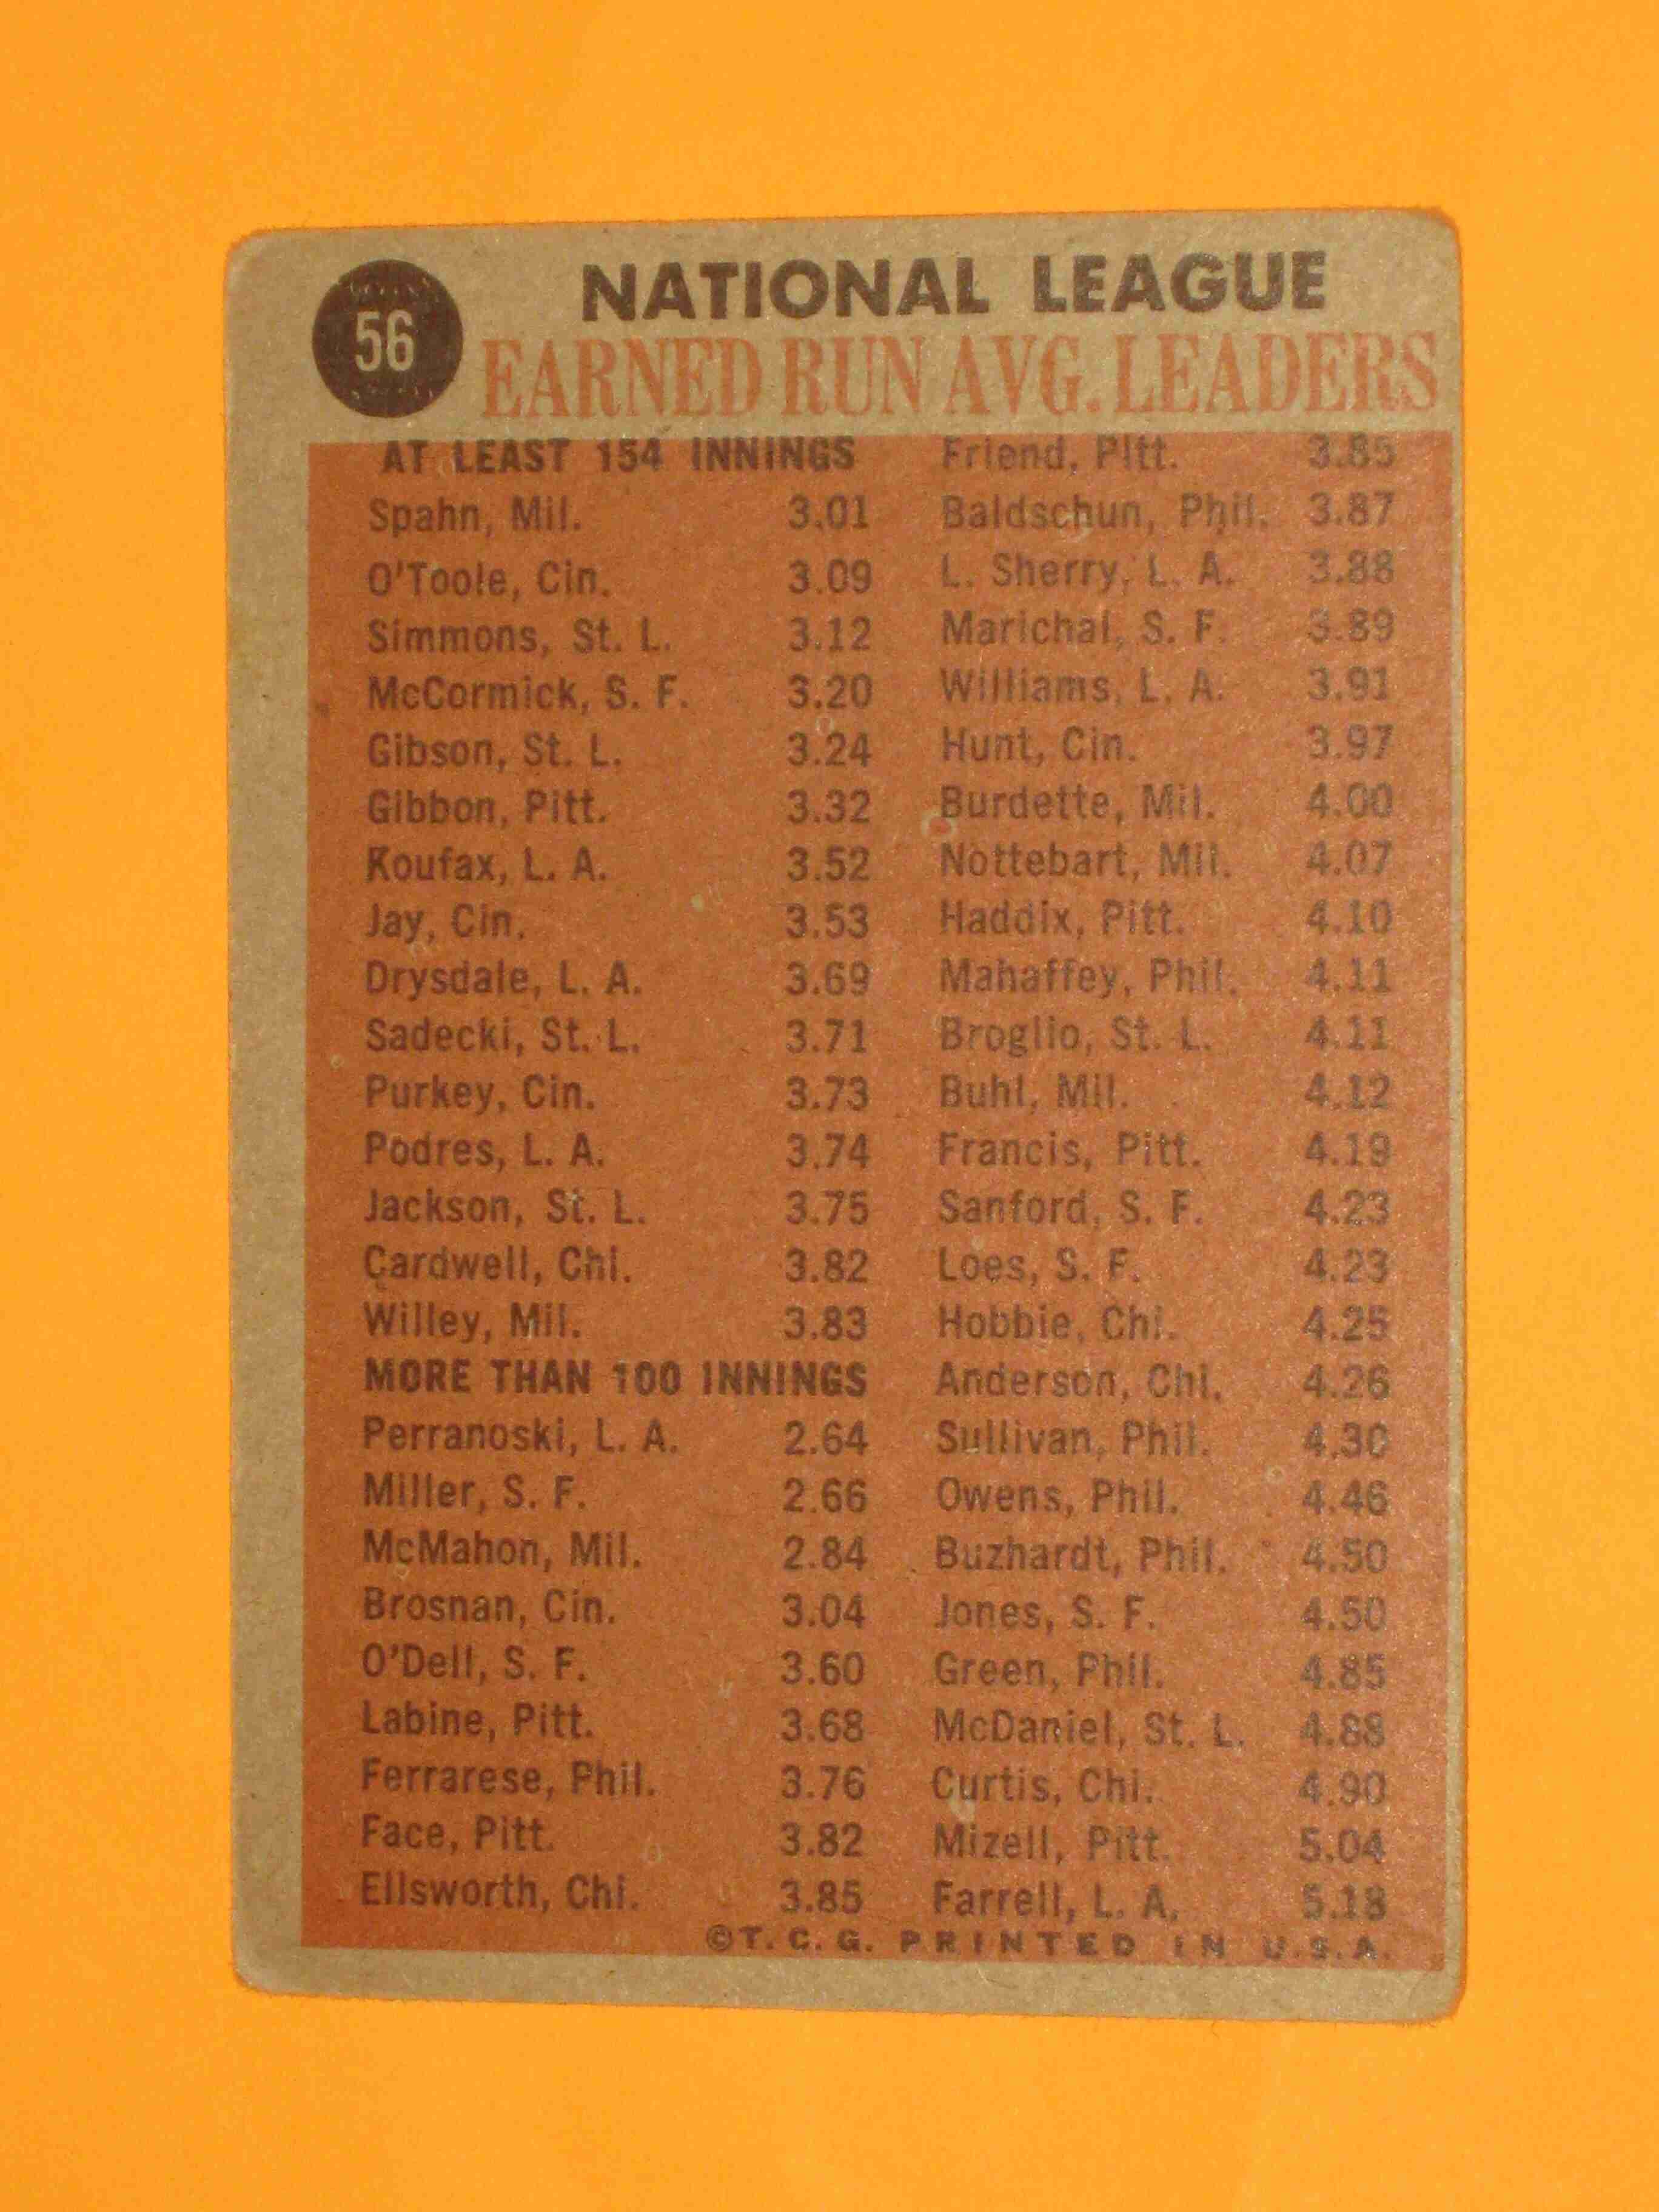 56
NATIONAL LEAGUE
EARNED RUN AVG. LEADERS
AT LEAST 154 INNINGS
Spahn, Mil. 3.01
O'Toole, Cin. 3.09
Simmons, St. L. 3.12
McCormick, S. F. 3.20
Gibson, St. L. 3.24
Gibbon, Pitt. 3.32
Koufax, L. A. 3.52
Jay, Cin. 3.53
Drysdale, L. A. 3.69
Sadecki, St. L. 3.71
Purkey, Cin. 3.73
Podres, L. A. 3.74
Jackson, St. L. 3.75
Cardwell, Chi. 3.82
Willey, Mil. 3.83
MORE THAN 100 INNINGS
Perranoski, L. A. 2.64
Miller, S. F. 2.66
McMahon, Mil. 2.84
Brosnan, Cin. 3.04
O'Dell, S. F. 3.60
Labine, Pitt. 3.68
Ferrarese, Phil. 3.76
Face, Pitt. 3.82
Ellsworth, Chi. 3.85
Friend, Pitt. 3.85
Baldschun, Phil. 3.87
L. Sherry, L. A. 3.88
Marichal, S. F. 3.89
Williams, L. A. 3.91
Hunt, Cin. 3.97
Burdette, Mil. 4.00
Nottebart, Mil. 4.07
Haddix, Pitt. 4.10
Mahaffey, Phil. 4.11
Broglio, St. L. 4.11
Buhl, Mil. 4.12
Francis, Pitt. 4.19
Sanford, S. F. 4.23
Loes, S. F. 4.23
Hobbie, Chi. 4.25
Anderson, Chi. 4.26
Sullivan, Phil. 4.30
Owens, Phil. 4.46
Buzhardt, Phil. 4.50
Jones, S. F. 4.50
Green, Phil. 4.85
McDaniel, St. L. 4.88
Curtis, Chi. 4.90
Mizell, Pitt. 5.04
Farrell, L. A. 5.18
©T. C. G. PRINTED IN U.S.A.